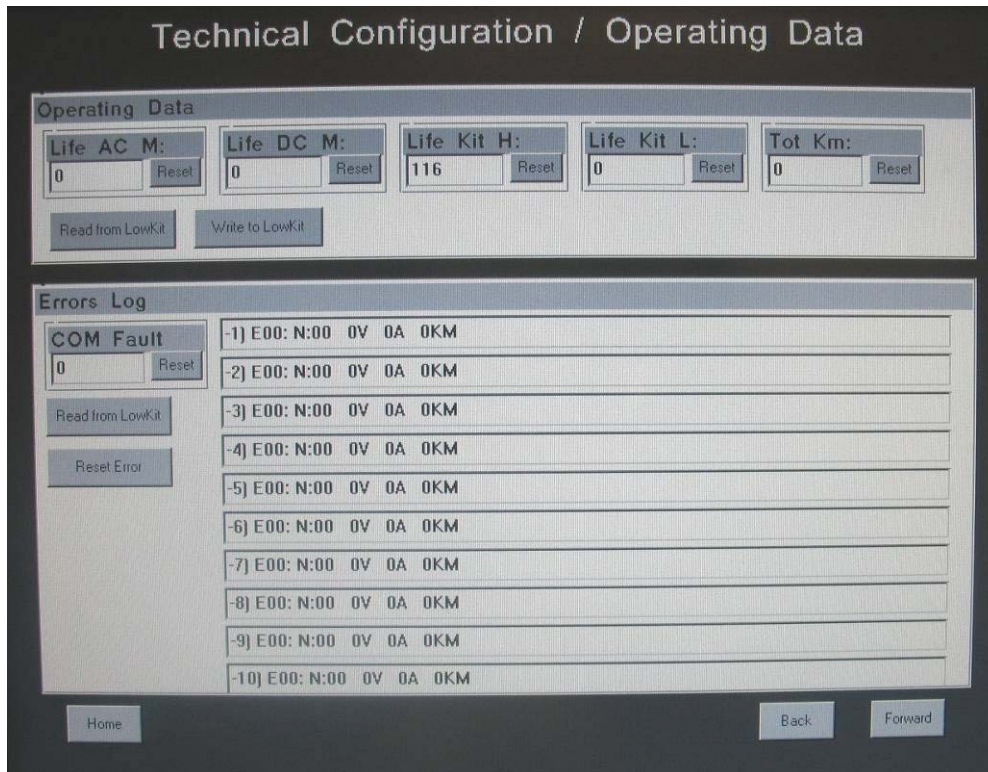 Technical Configuration / Operating Data
Operating Data
Life AC M: Life DC M: Life Kit H: Life Kit L: Tot Km:
0 Reset 0 Reset 116 Reset 0 Reset 0 Reset
Read from LowKit Write to LowKit
Errors Log
COM Fault
0 Reset
Read from LowKit
Reset Error
-1) E00: N:00 0V 0A 0KM
-2) E00: N:00 0V 0A 0KM
-3) E00: N:00 0V 0A 0KM
-4) E00: N:00 0V 0A 0KM
-5) E00: N:00 0V 0A 0KM
-6) E00: N:00 0V 0A 0KM
-7) E00: N:00 0V 0A 0KM
-8) E00: N:00 0V 0A 0KM
-9) E00: N:00 0V 0A 0KM
-10) E00: N:00 0V 0A 0KM
Home Back Forward